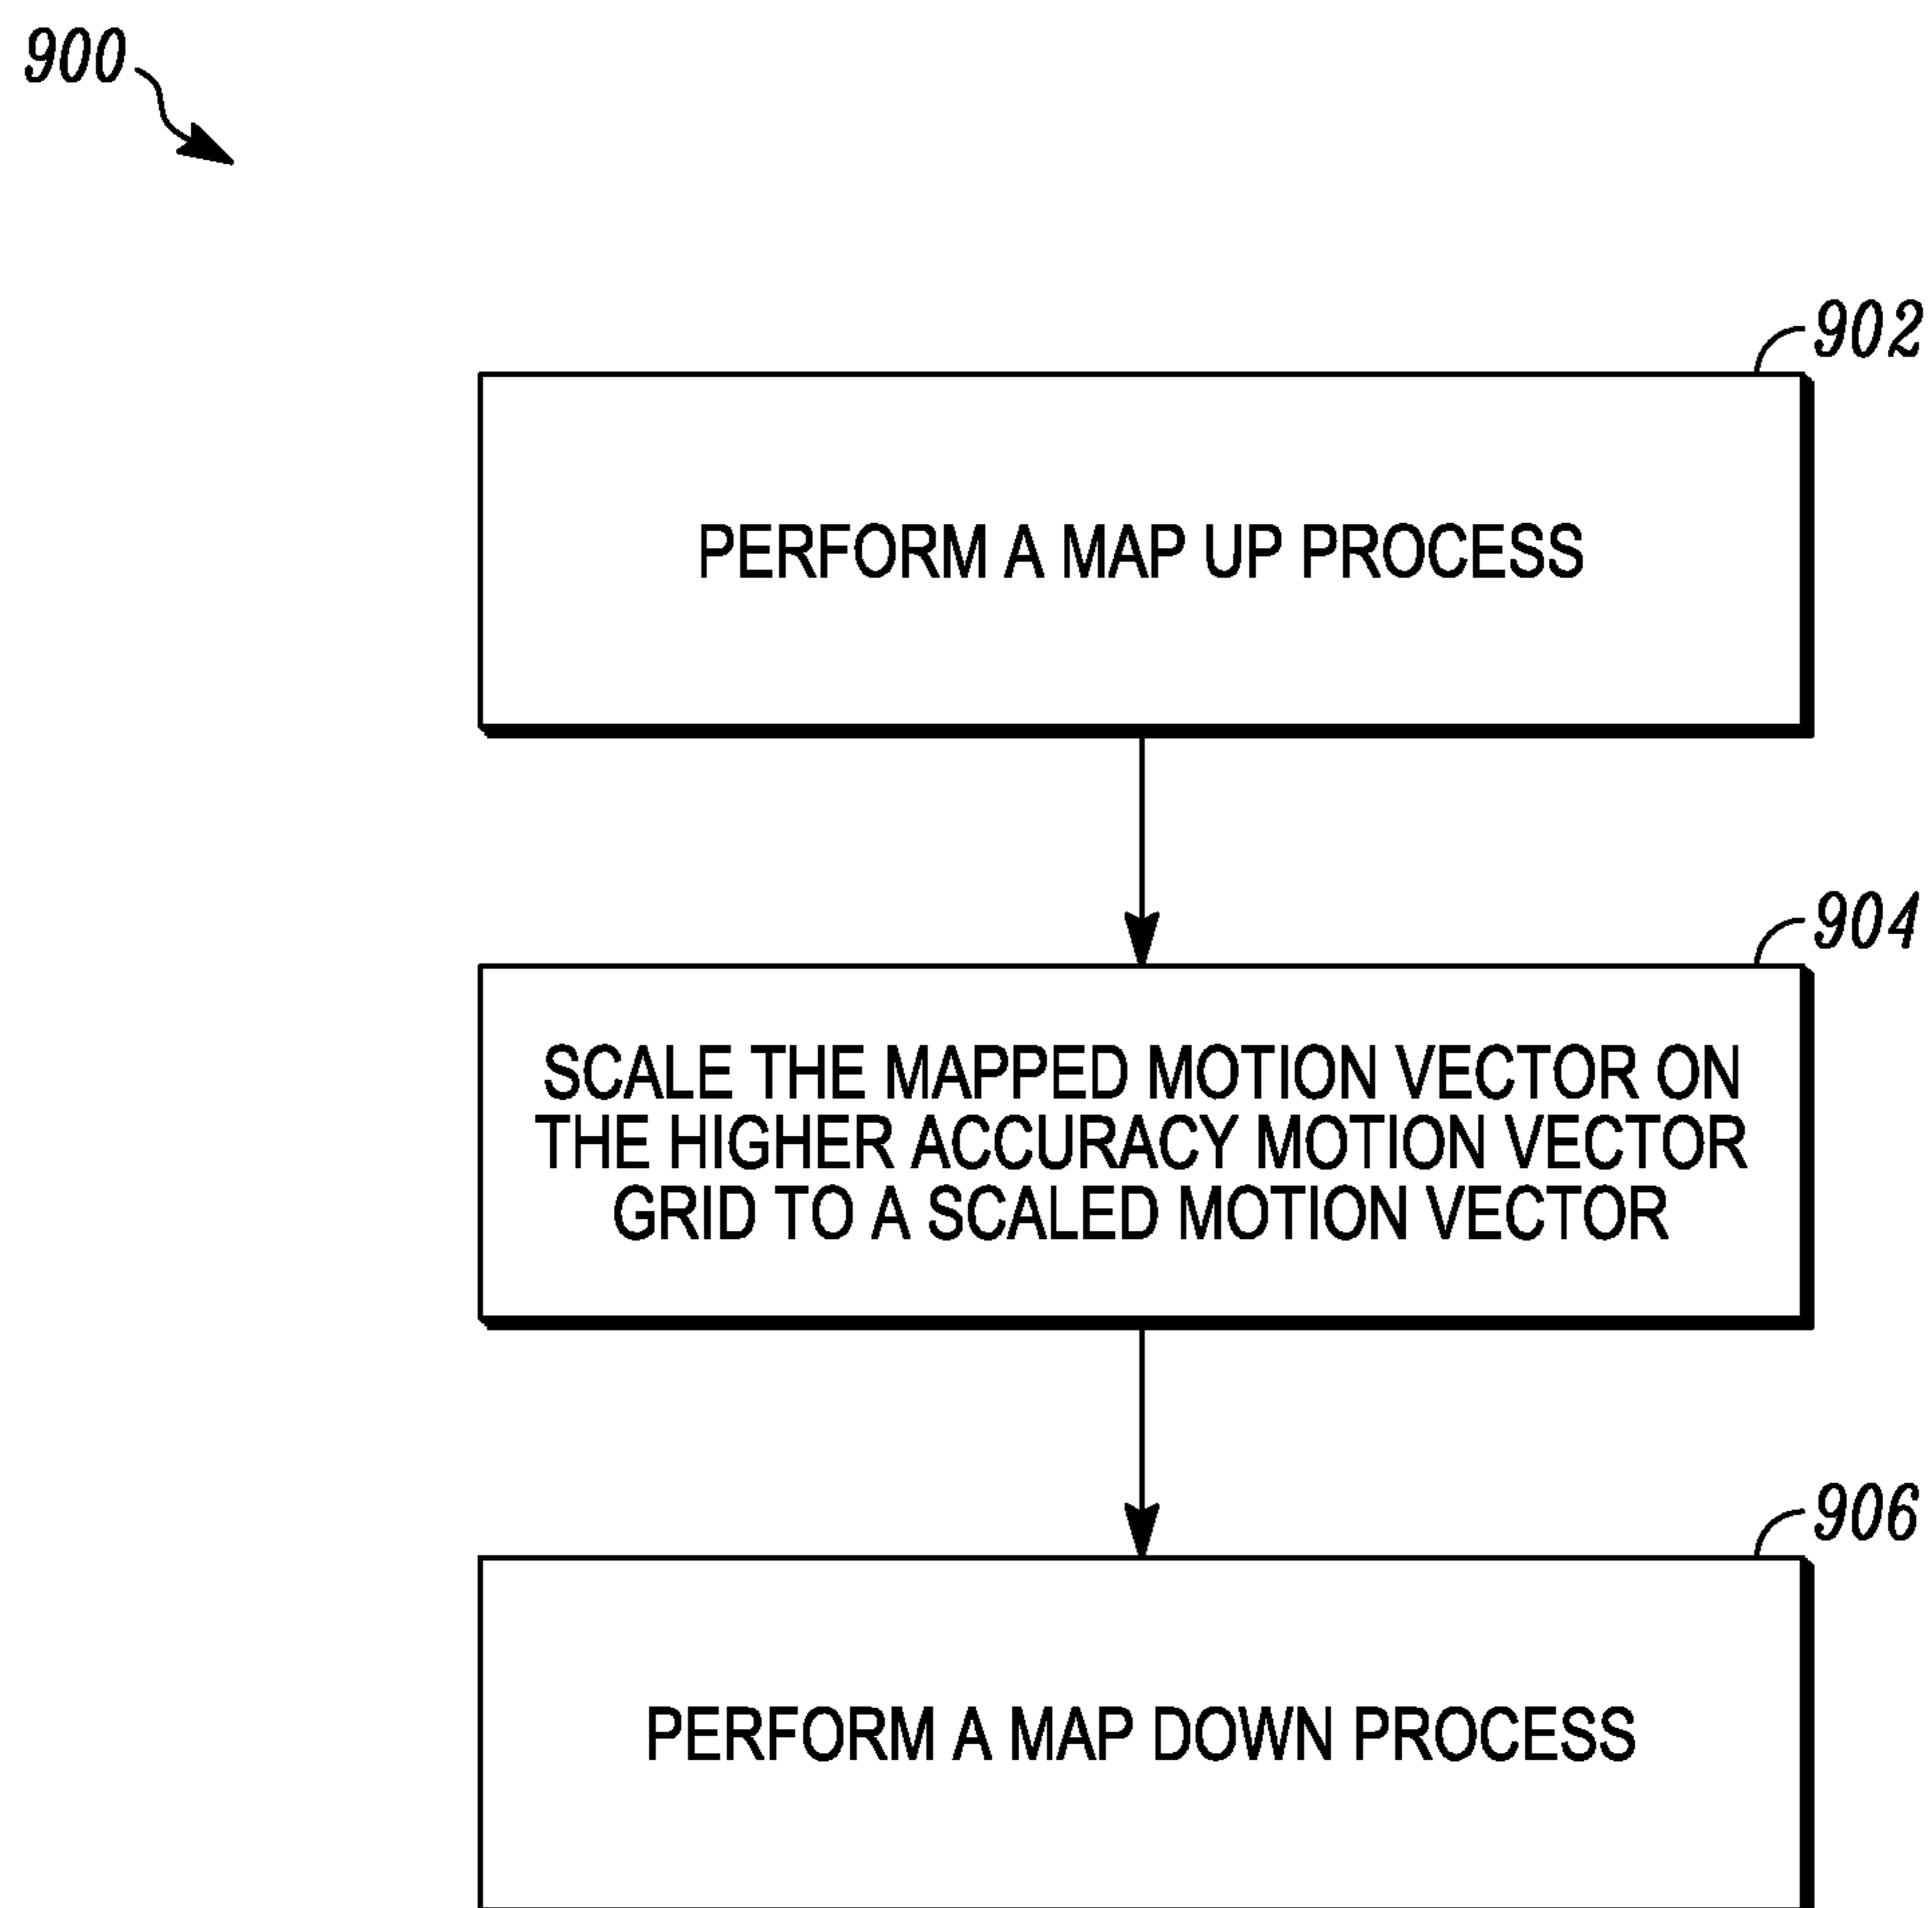 900
902
PERFORM A MAP UP PROCESS
904
SCALE THE MAPPED MOTION VECTOR ON
THE HIGHER ACCURACY MOTION VECTOR
GRID TO A SCALED MOTION VECTOR
906
PERFORM A MAP DOWN PROCESS